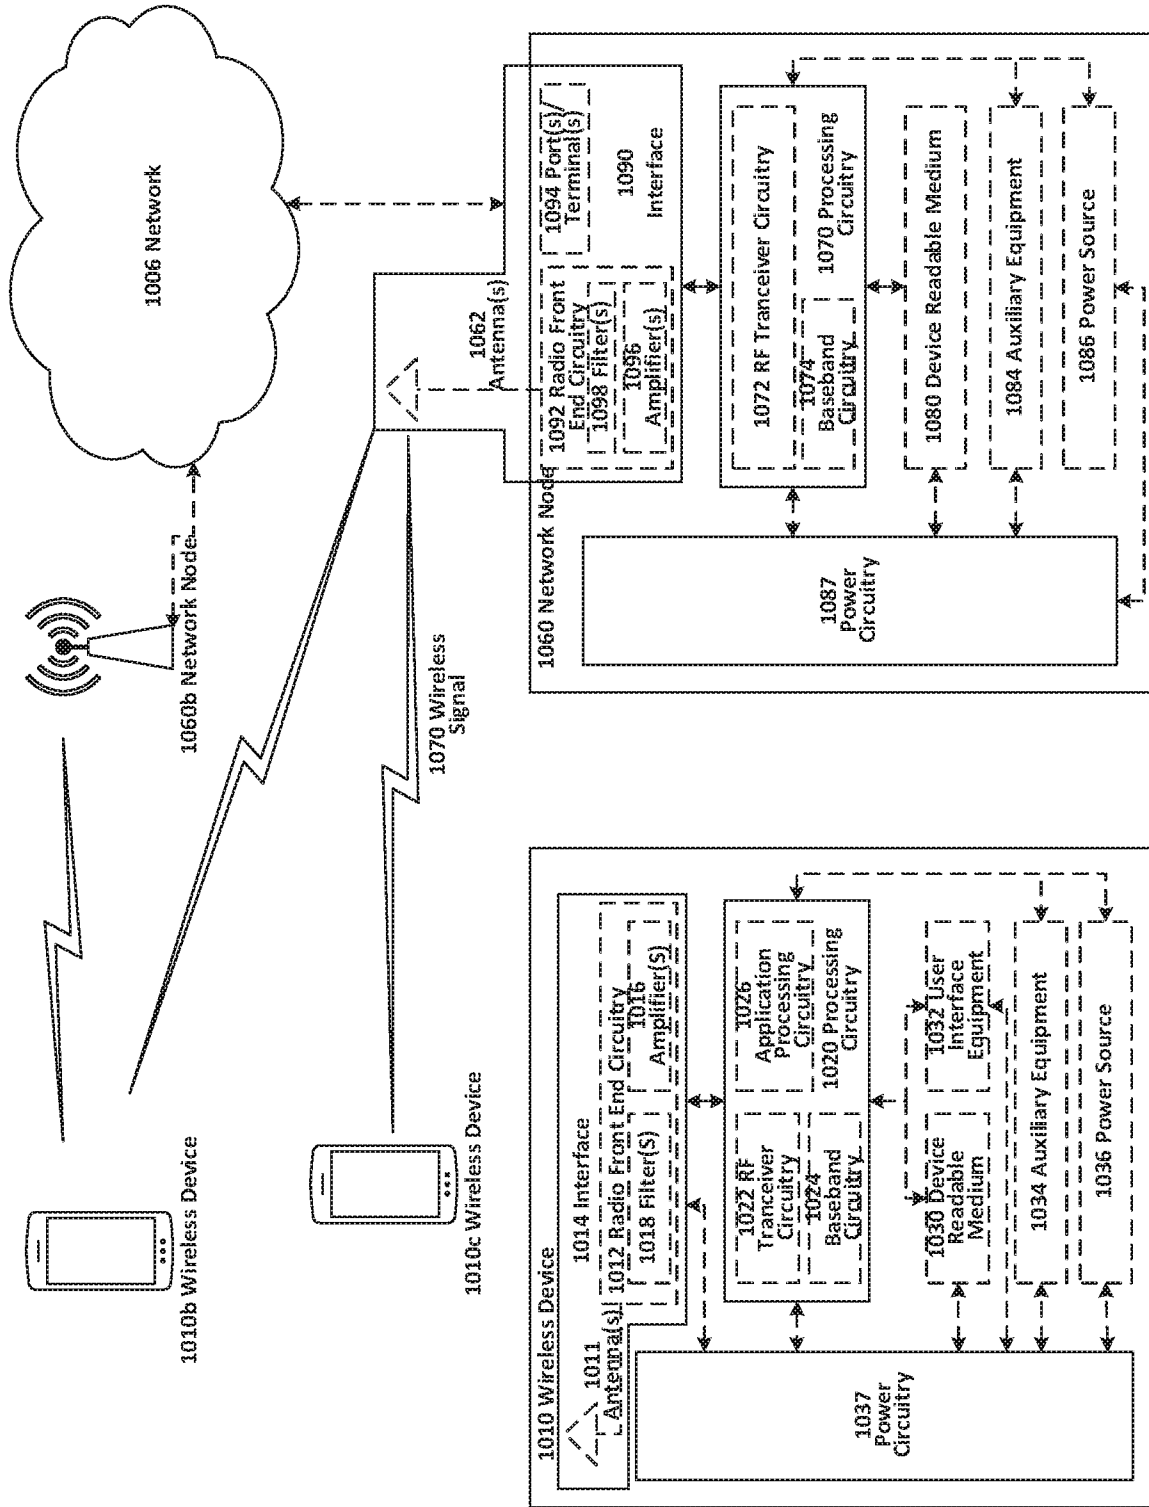 1006 Network
1060b Network Node
1010b Wireless Device
1010c Wireless Device
1070 Wireless
Signal
1062
Antenna(s)
1060 Network Node
1092 Radio Front
End Circuitry
1098 Filter(s)
1096
Amplifier(s)
1094 Port(s)/
Terminal(s)
1090
Interface
1072 RF Tranceiver Circuitry
1074
Baseband
Circuitry
1070 Processing
Circuitry
1080 Device Readable Medium
1084 Auxiliary Equipment
1086 Power Source
1087
Power
Circuitry
1010 Wireless Device
1011
Antenna(s)
1014 Interface
1012 Radio Front End Circuitry
1018 Filter(S)
1016
Amplifier(S)
1022 RF
Tranceiver
Circuitry
1024
Baseband
Circuitry
1026
Application
Processing
Circuitry
1020 Processing
Circuitry
1030 Device
Readable
Medium
1032 User
Interface
Equipment
1034 Auxiliary Equipment
1036 Power Source
1037
Power
Circuitry